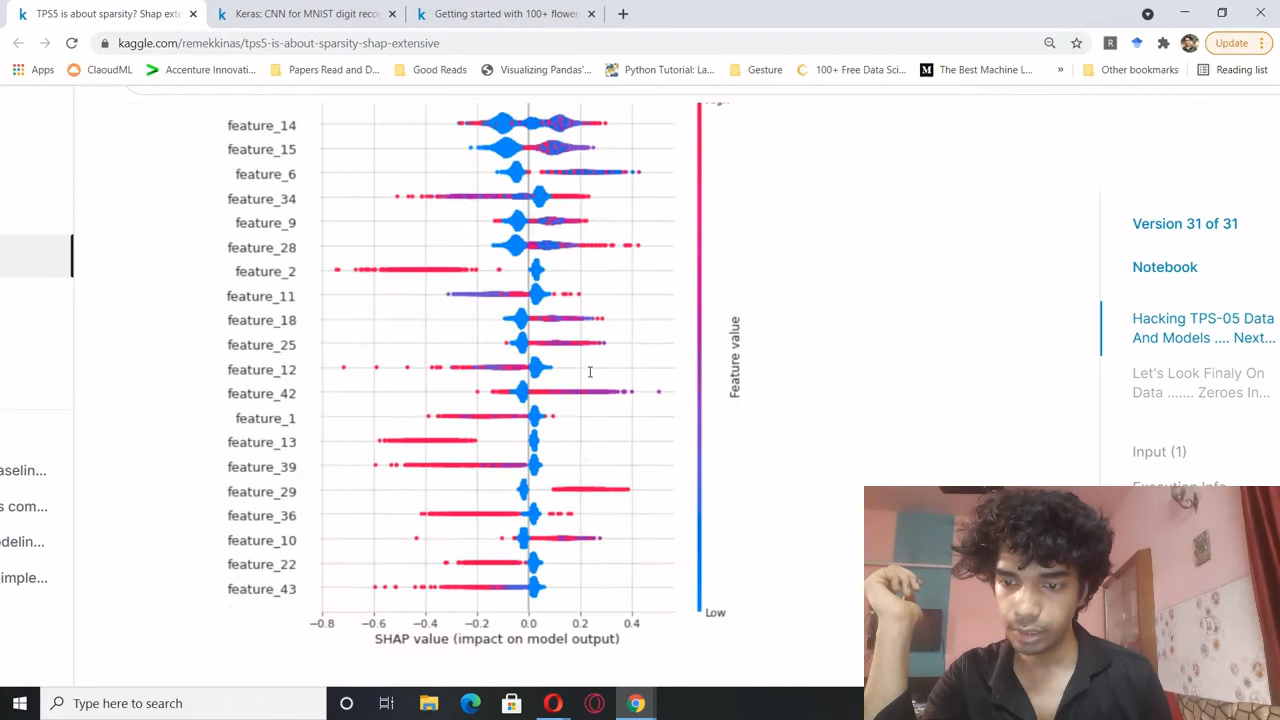 TPS5 is about sparsity? Shap exte
Keras: CNN for MNIST digit reco
Getting started with 100+ flower
kaggle.com/remekkinas/tps5-is-about-sparsity-shap-extensive
Update
Apps
ClaoudML
Accenture Innovati...
Papers Read and D...
Good Reads
Visualizing Pandas'...
Python Tutorial: La...
Gesture
100+ Free Data Sci...
The Best Machine L...
»
Other bookmarks
Reading list
feature_14
feature_15
feature_6
feature_34
feature_9
feature_28
feature_2
feature_11
feature_18
feature_25
feature_12
feature_42
feature_1
feature_13
feature_39
feature_29
feature_36
feature_10
feature_22
feature_43
−0.8 −0.6 −0.4 −0.2 0.0 0.2 0.4
SHAP value (impact on model output)
Feature value
Low
Version 31 of 31
Notebook
Hacking TPS-05 Data
And Models .... Next...
Let's Look Finaly On
Data ....... Zeroes In...
Input (1)
aselin...
s com...
odelin...
imple...
Type here to search